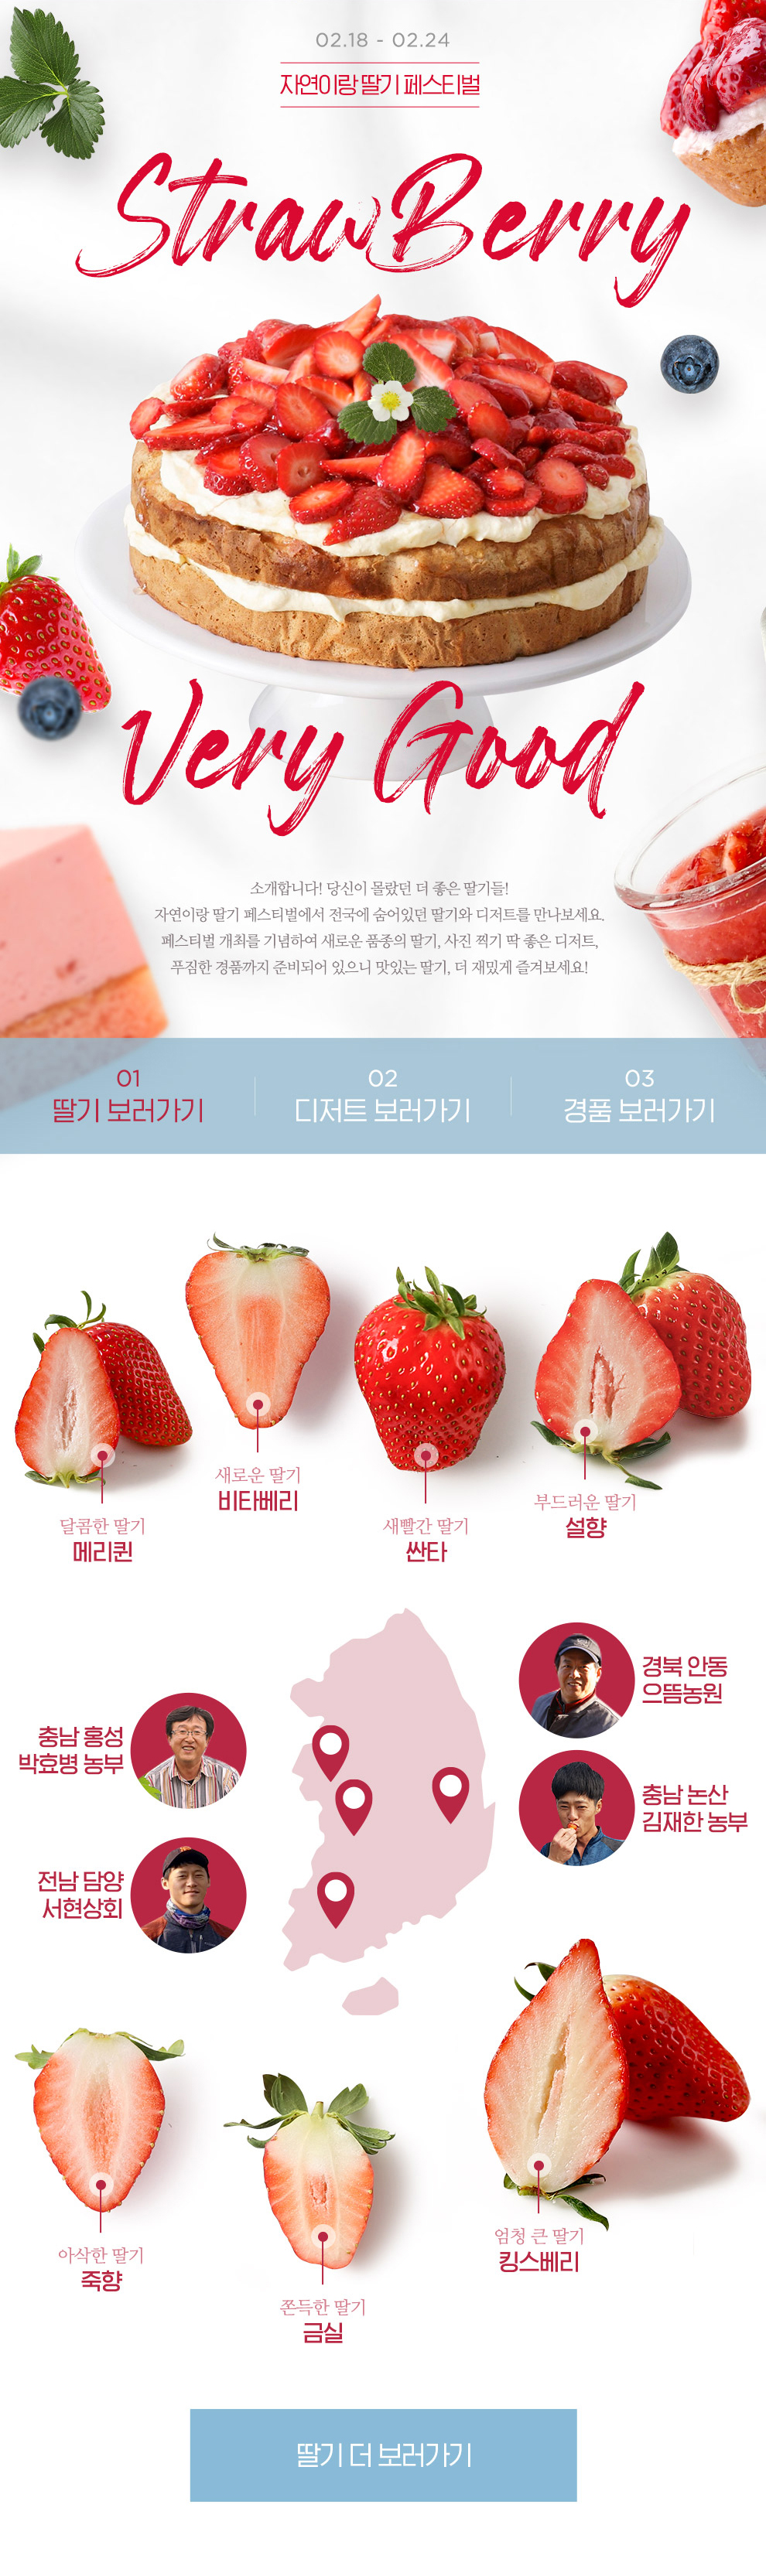 02.18 - 02.24
자연이랑 딸기 페스티벌
StrawBerry
Very Good
소개합니다! 당신이 몰랐던 더 좋은 딸기들!
자연이랑 딸기 페스티벌에서 전국에 숨어있던 딸기와 디저트를 만나보세요.
페스티벌 개최를 기념하여 새로운 품종의 딸기, 사진 찍기 딱 좋은 디저트,
푸짐한 경품까지 준비되어 있으니 맛있는 딸기, 더 재밌게 즐겨보세요!
01
딸기 보러가기
02
디저트 보러가기
03
경품 보러가기
달콤한 딸기
메리퀸
새로운 딸기
비타베리
새빨간 딸기
싼타
부드러운 딸기
설향
충남 홍성
박효병 농부
전남 담양
서현상회
경북 안동
으뜸농원
충남 논산
김재한 농부
아삭한 딸기
죽향
쫀득한 딸기
금실
엄청 큰 딸기
킹스베리
딸기 더 보러가기